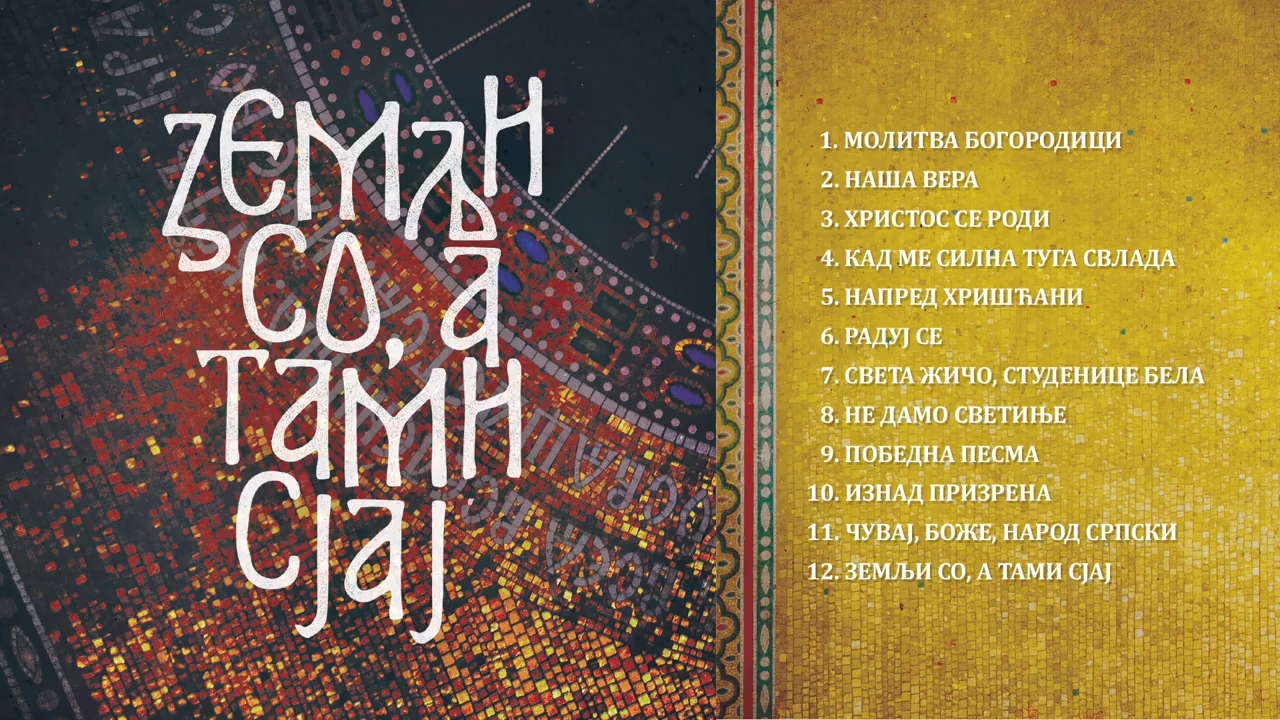 ЗЕМЉИ
СО, А
ТАМИ
СЈАЈ
1. МОЛИТВА БОГОРОДИЦИ
2. НАША ВЕРА
3. ХРИСТОС СЕ РОДИ
4. КАД МЕ СИЛНА ТУГА СВЛАДА
5. НАПРЕД ХРИШЋАНИ
6. РАДУЈ СЕ
7. СВЕТА ЖИЧО, СТУДЕНИЦЕ БЕЛА
8. НЕ ДАМО СВЕТИЊЕ
9. ПОБЕДНА ПЕСМА
10. ИЗНАД ПРИЗРЕНА
11. ЧУВАЈ, БОЖЕ, НАРОД СРПСКИ
12. ЗЕМЉИ СО, А ТАМИ СЈАЈ